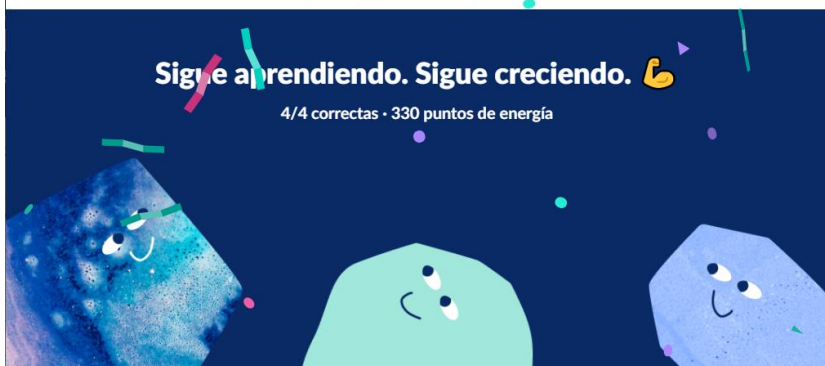 Sigue aprendiendo. Sigue creciendo. 💪
4/4 correctas · 330 puntos de energía